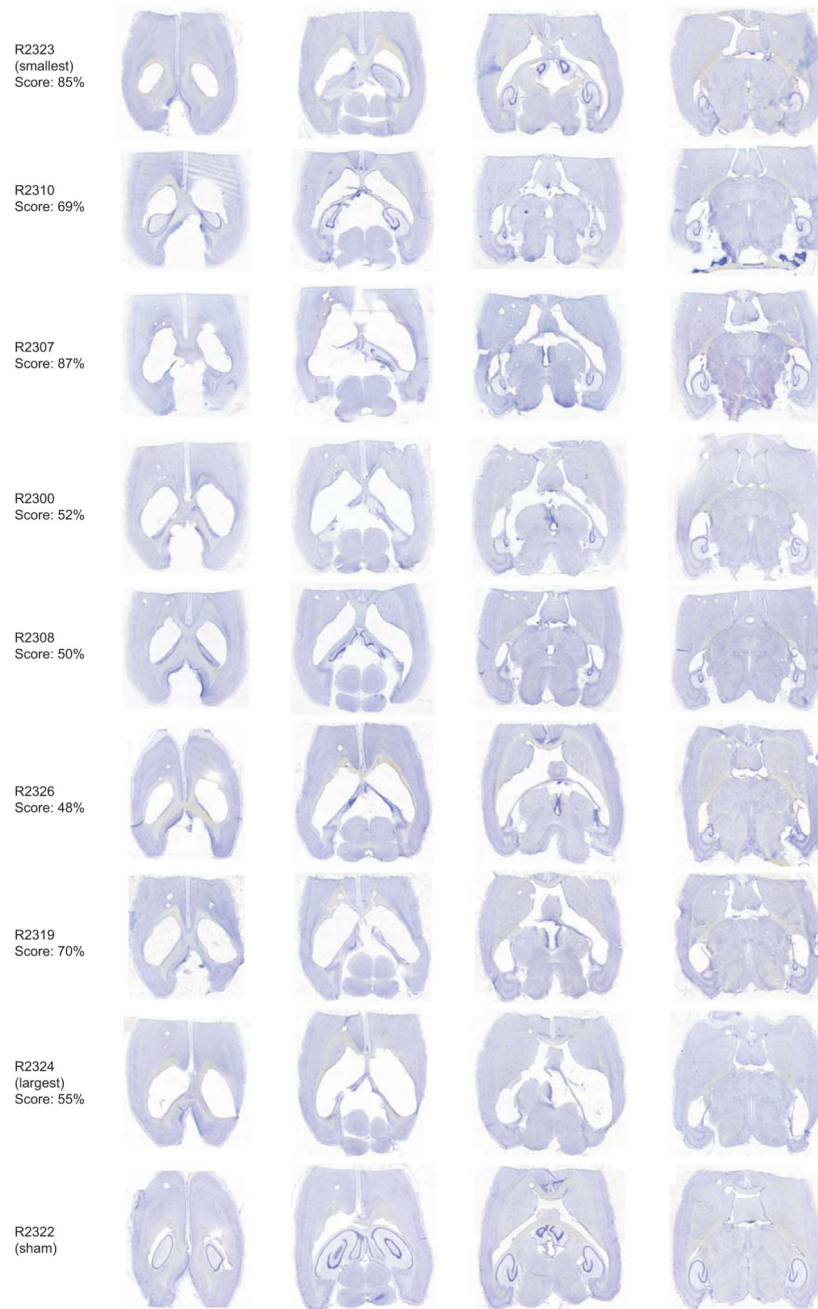 R2323
(smallest)
Score: 85%
R2310
Score: 69%
R2307
Score: 87%
R2300
Score: 52%
R2308
Score: 50%
R2326
Score: 48%
R2319
Score: 70%
R2324
(largest)
Score: 55%
R2322
(sham)